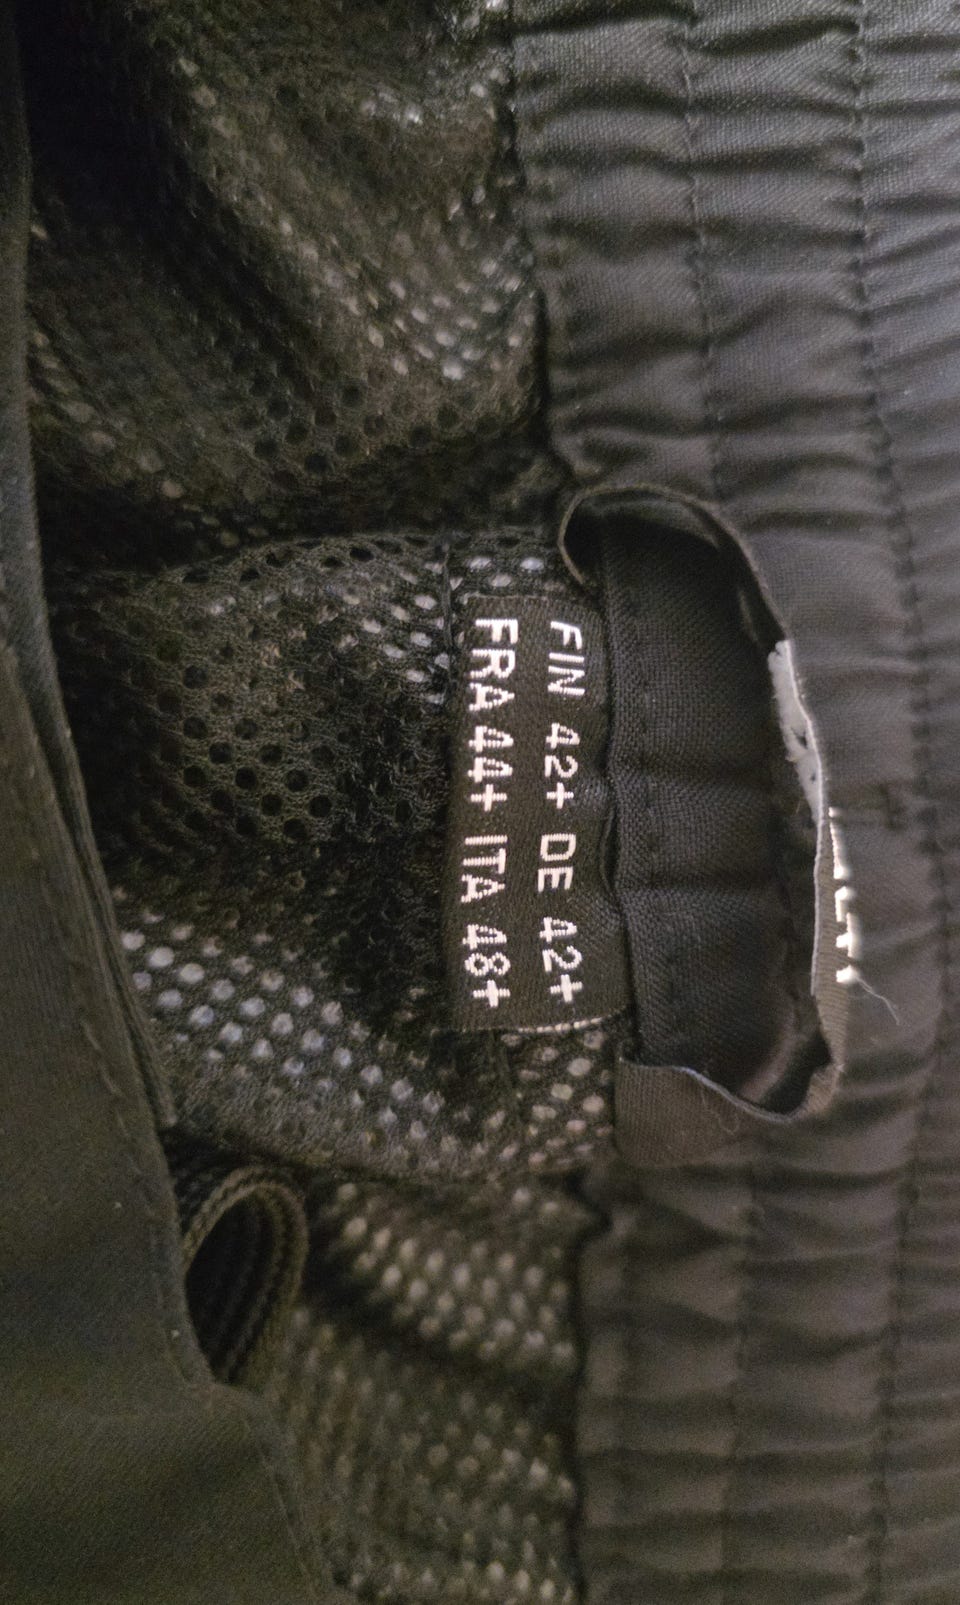 FIN 42+ DE 42+
FRA 44+ ITA 48+